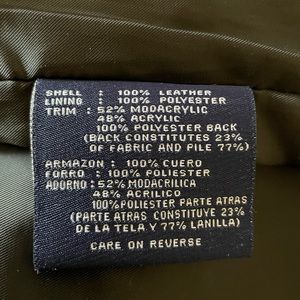 SHELL : 100% LEATHER
LINING : 100% POLYESTER
TRIM : 52% MODACRYLIC
48% ACRYLIC
100% POLYESTER BACK
(BACK CONSTITUTES 23%
OF FABRIC AND PILE 77%)
ARMAZON : 100% CUERO
FORRO : 100% POLIESTER
ADORNO : 52% MODACRILICA
48% ACRILICO
100%POLIESTER PARTE ATRAS
(PARTE ATRAS CONSTITUYE 23%
DE LA TELA Y 77% LANILLA)
CARE ON REVERSE